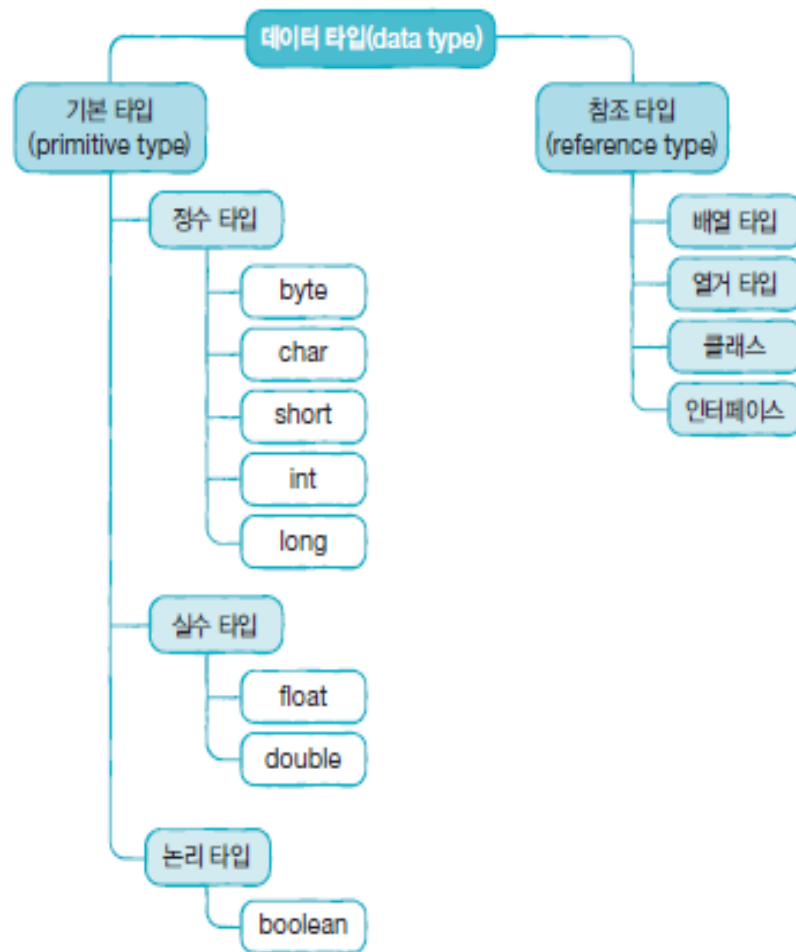 데이터 타입(data type)
기본 타입
(primitive type)
정수 타입
byte
char
short
int
long
실수 타입
float
double
논리 타입
boolean
참조 타입
(reference type)
배열 타입
열거 타입
클래스
인터페이스